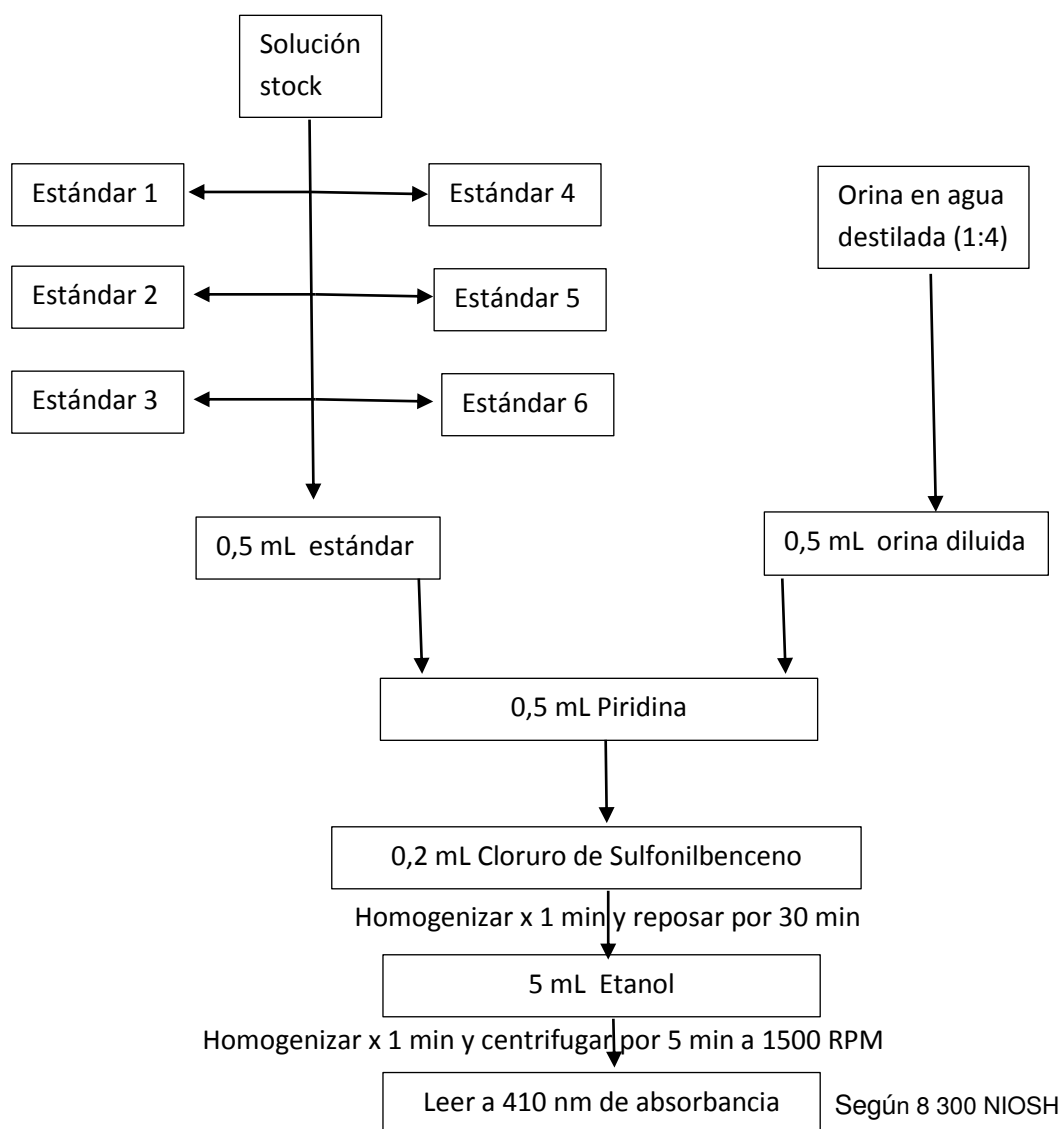 Solución
stock
Estándar 1
Estándar 4
Orina en agua
destilada (1:4)
Estándar 2
Estándar 5
Estándar 3
Estándar 6
0,5 mL estándar
0,5 mL orina diluida
0,5 mL Piridina
0,2 mL Cloruro de Sulfonilbenceno
Homogenizar x 1 min y reposar por 30 min
5 mL Etanol
Homogenizar x 1 min y centrifugar por 5 min a 1500 RPM
Leer a 410 nm de absorbancia
Según 8 300 NIOSH